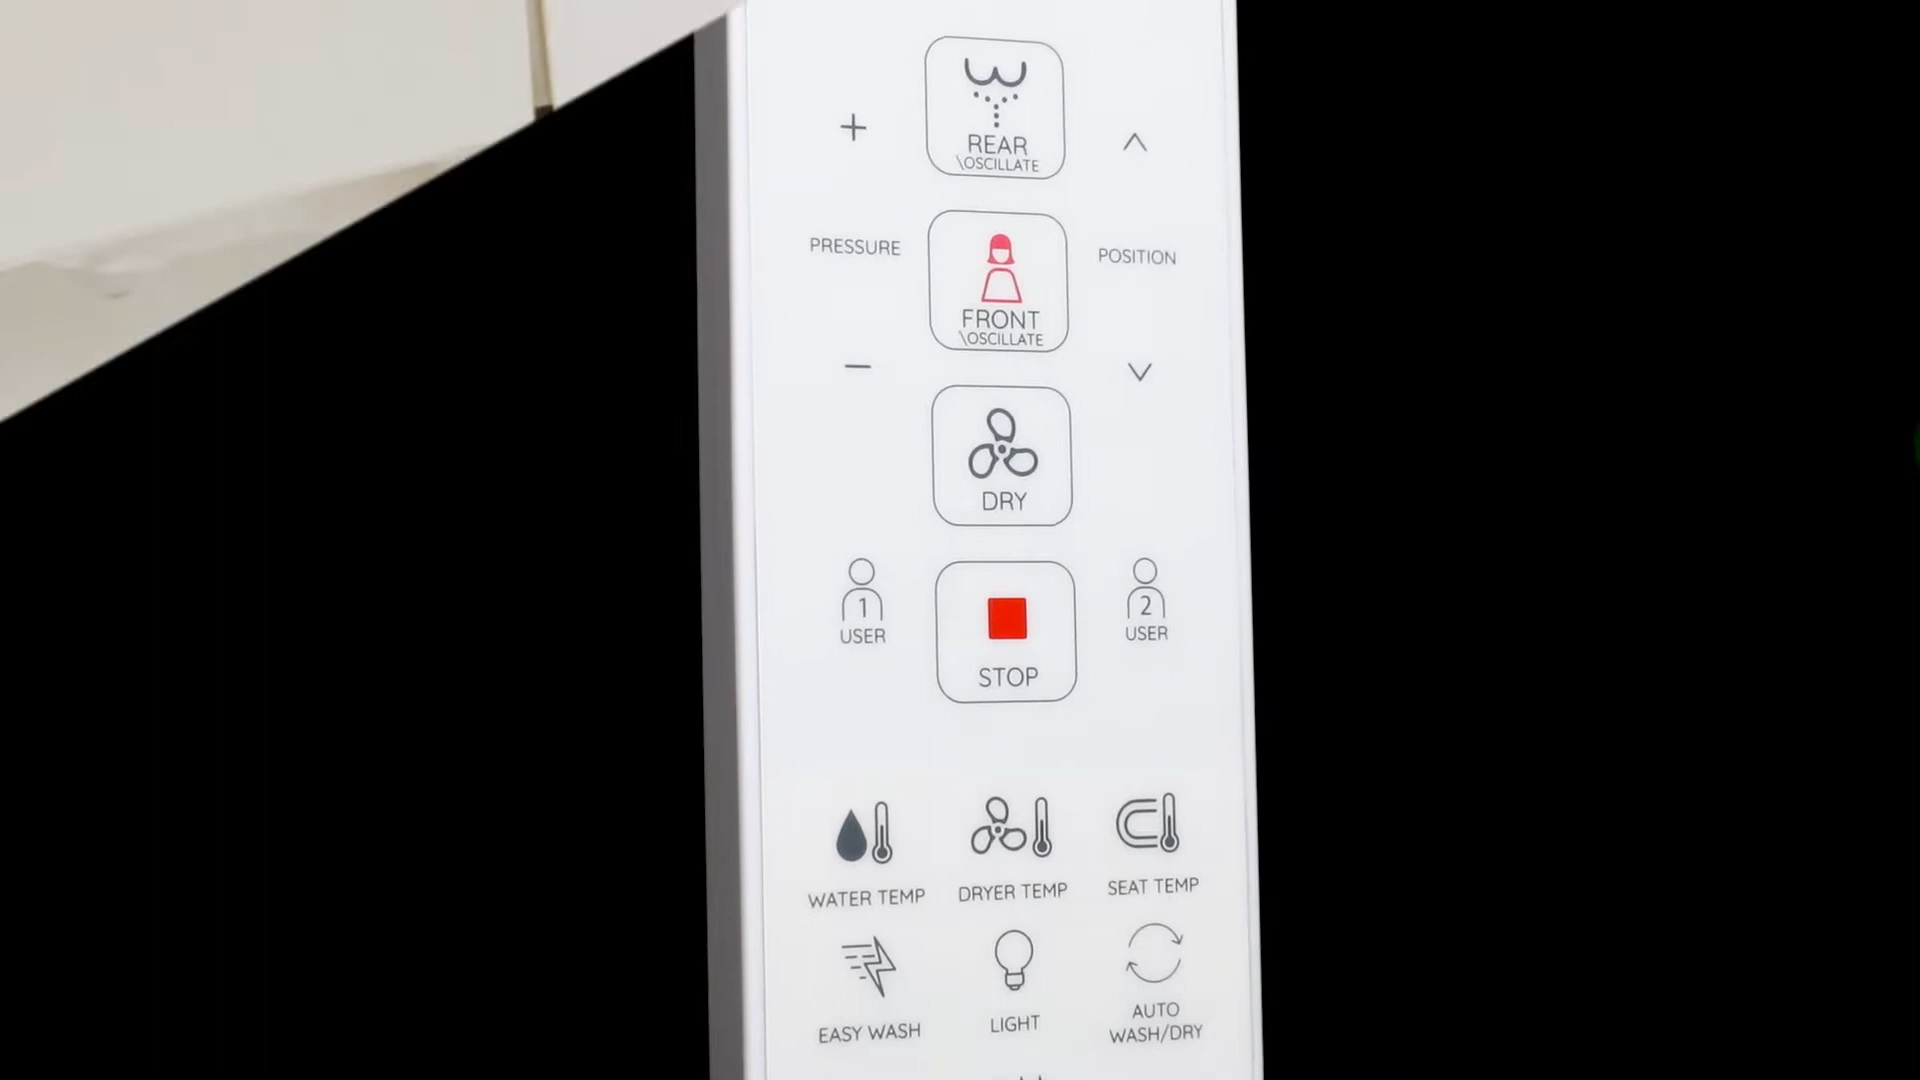 +
REAR
\OSCILLATE
PRESSURE
POSITION
FRONT
\OSCILLATE
−
DRY
1
USER
2
USER
STOP
WATER TEMP
DRYER TEMP
SEAT TEMP
EASY WASH
LIGHT
AUTO
WASH/DRY